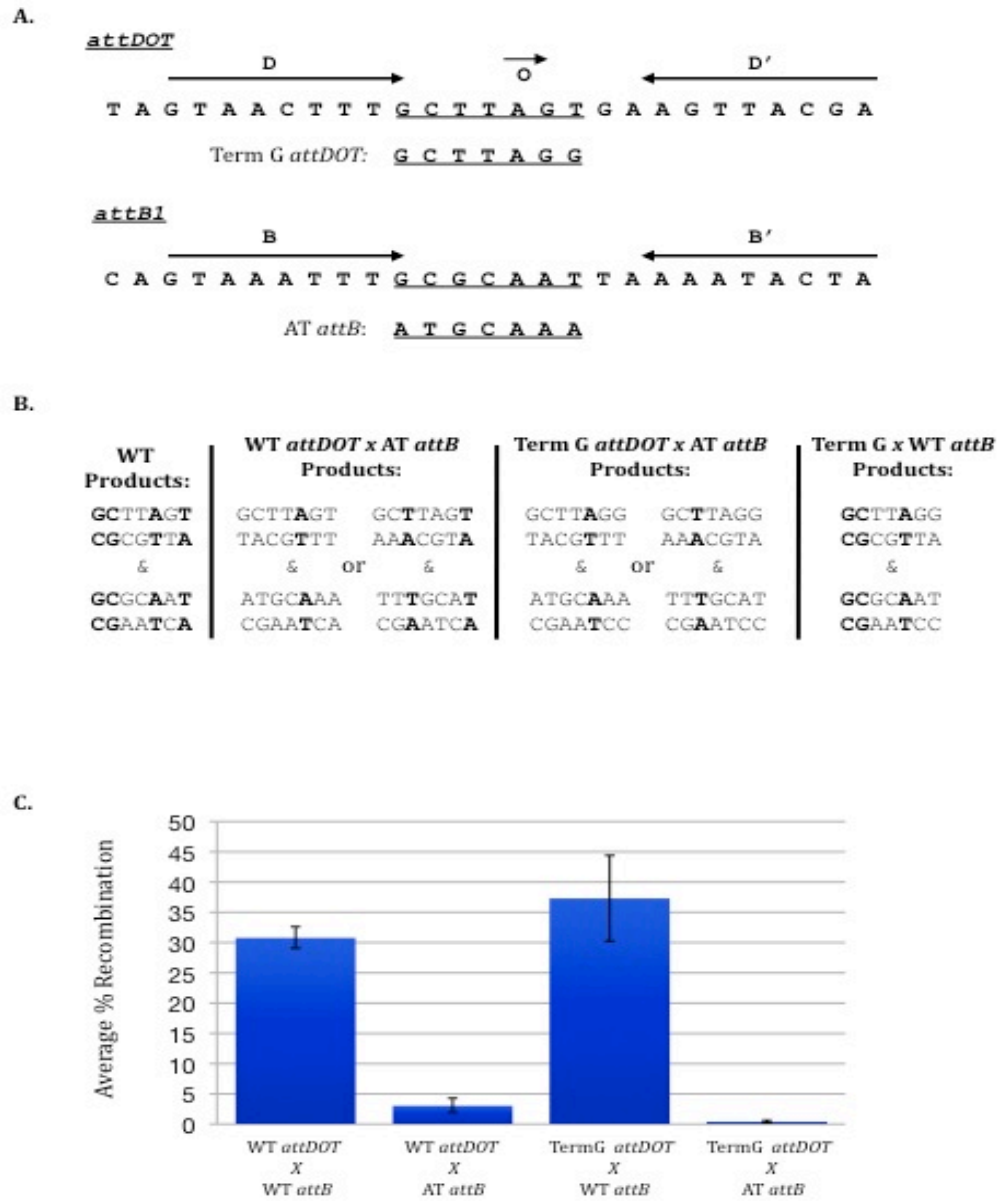 A.
attDOT
D O D'
T A G T A A C T T T G C T T A G T G A A G T T A C G A
Term G attDOT: G C T T A G G
attB1
B B'
C A G T A A A T T T G C G C A A T T A A A A T A C T A
AT attB: A T G C A A A
B.
WT Products:
GCTTAGT
CGCGTTA
&
GCGCAAT
CGAATCA
WT attDOT x AT attB
Products:
GCTTAGT GCTTAGT
TACGTTT AAACGTA
& or &
ATGCAAA TTTGCAT
CGAATCA CGAATCA
Term G attDOT x AT attB
Products:
GCTTAGG GCTTAGG
TACGTTT AAACGTA
& or &
ATGCAAA TTTGCAT
CGAATCC CGAATCC
Term G x WT attB
Products:
GCTTAGG
CGCGTTA
&
GCGCAAT
CGAATCC
C.
Average % Recombination
50
45
40
35
30
25
20
15
10
5
0
WT attDOT
X
WT attB
WT attDOT
X
AT attB
TermG attDOT
X
WT attB
TermG attDOT
X
AT attB